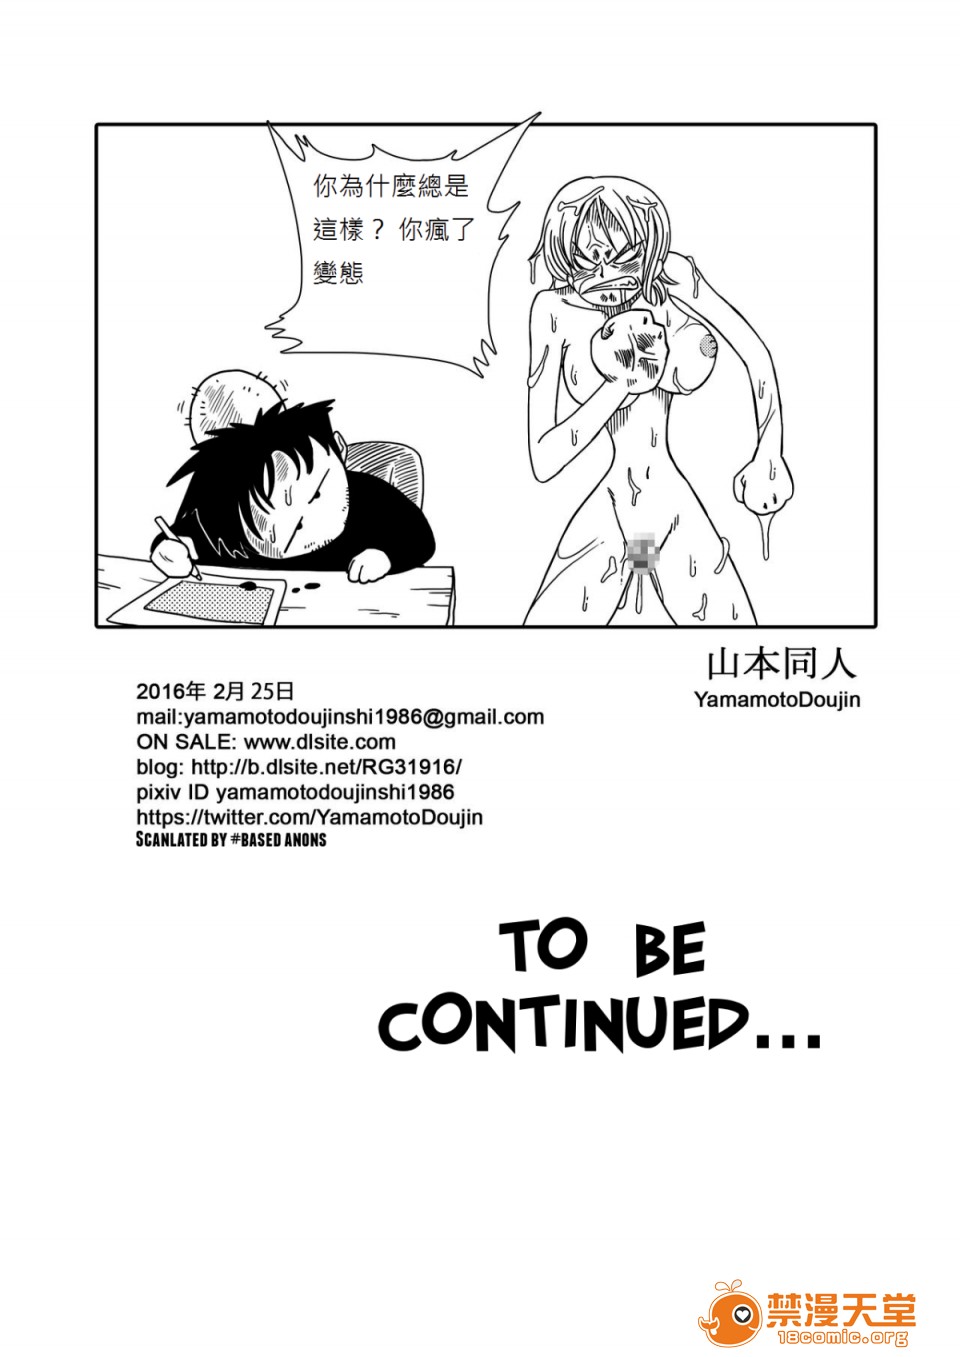 你為什麼總是
這樣？你瘋了
變態
山本同人
YamamotoDoujin
2016年 2月 25日
mail:yamamotodoujinshi1986@gmail.com
ON SALE: www.dlsite.com
blog: http://b.dlsite.net/RG31916/
pixiv ID yamamotodoujinshi1986
https://twitter.com/YamamotoDoujin
SCANLATED BY #BASED ANONS
TO BE
CONTINUED...
禁漫天堂
18comic.org